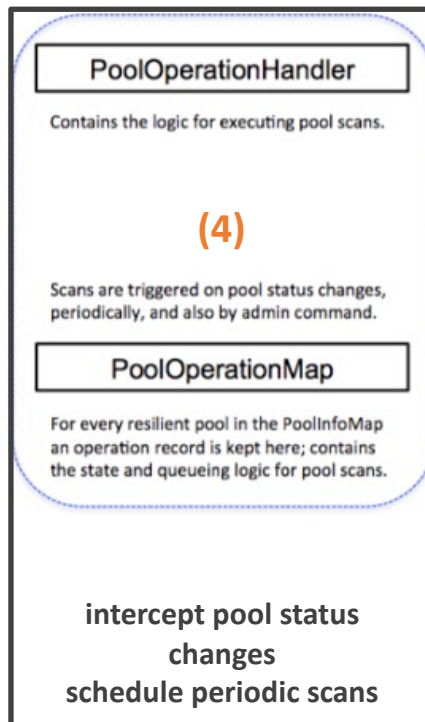 PoolOperationHandler
Contains the logic for executing pool scans.
(4)
Scans are triggered on pool status changes,
periodically, and also by admin command.
PoolOperationMap
For every resilient pool in the PoolInfoMap
an operation record is kept here; contains
the state and queueing logic for pool scans.
intercept pool status
changes
schedule periodic scans